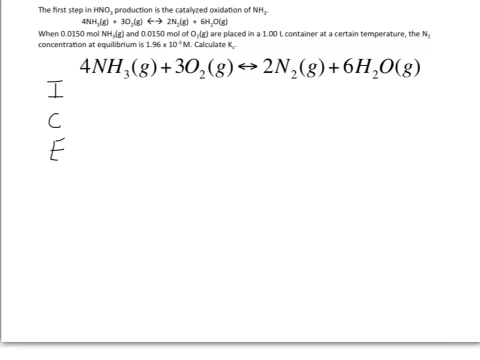 The first step in HNO₃ production is the catalyzed oxidation of NH₃.
4NH₃(g) + 3O₂(g) ↔ 2N₂(g) + 6H₂O(g)
When 0.0150 mol NH₃(g) and 0.0150 mol of O₂(g) are placed in a 1.00 L container at a certain temperature, the N₂
concentration at equilibrium is 1.96 x 10⁻³ M. Calculate K꜀.
4NH₃(g)+3O₂(g)↔2N₂(g)+6H₂O(g)
I
C
E